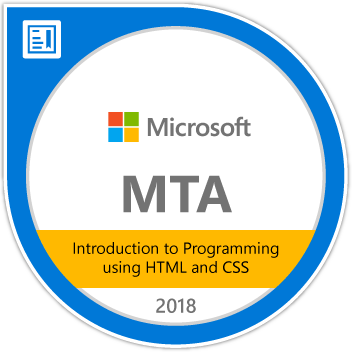 Microsoft
MTA
Introduction to Programming
using HTML and CSS
2018